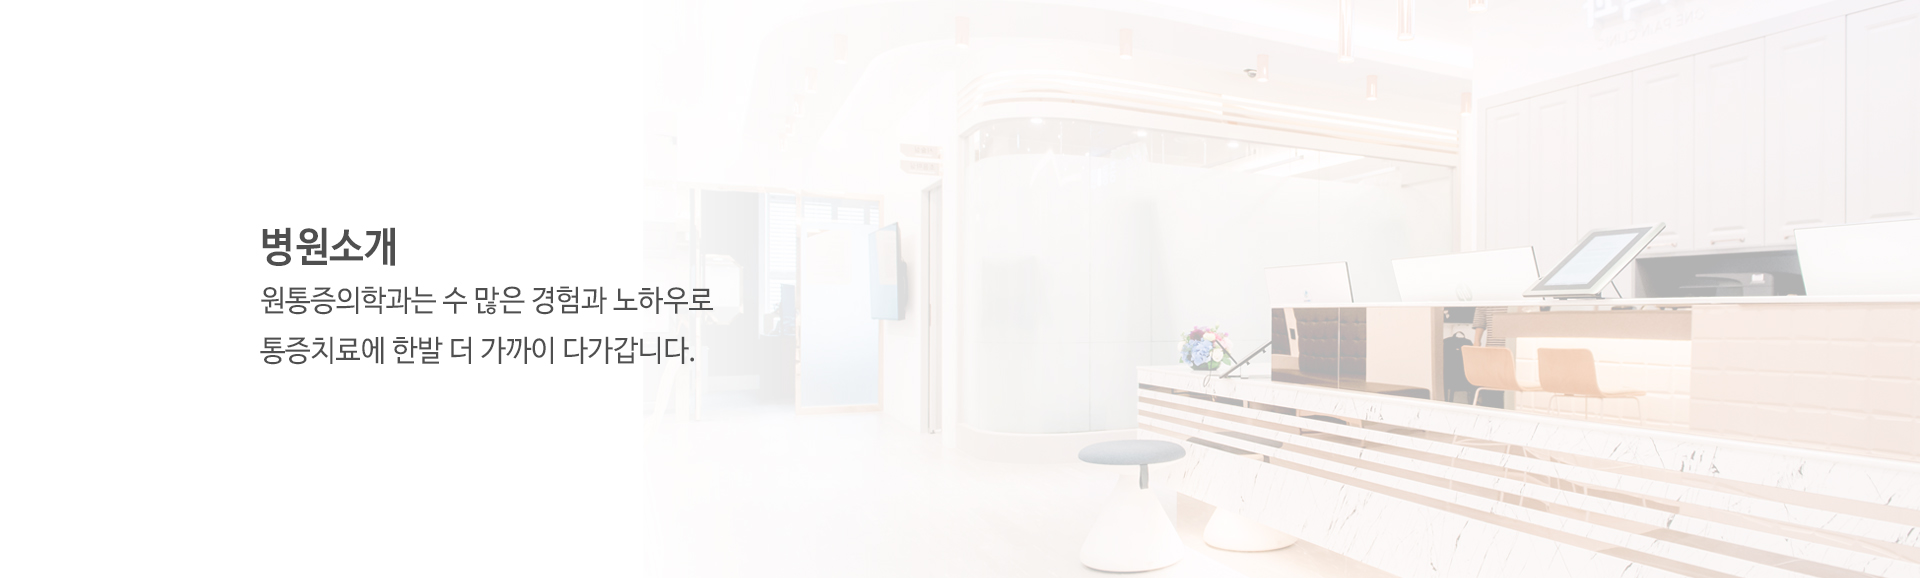 병원소개
원통증의학과는 수 많은 경험과 노하우로
통증치료에 한발 더 가까이 다가갑니다.